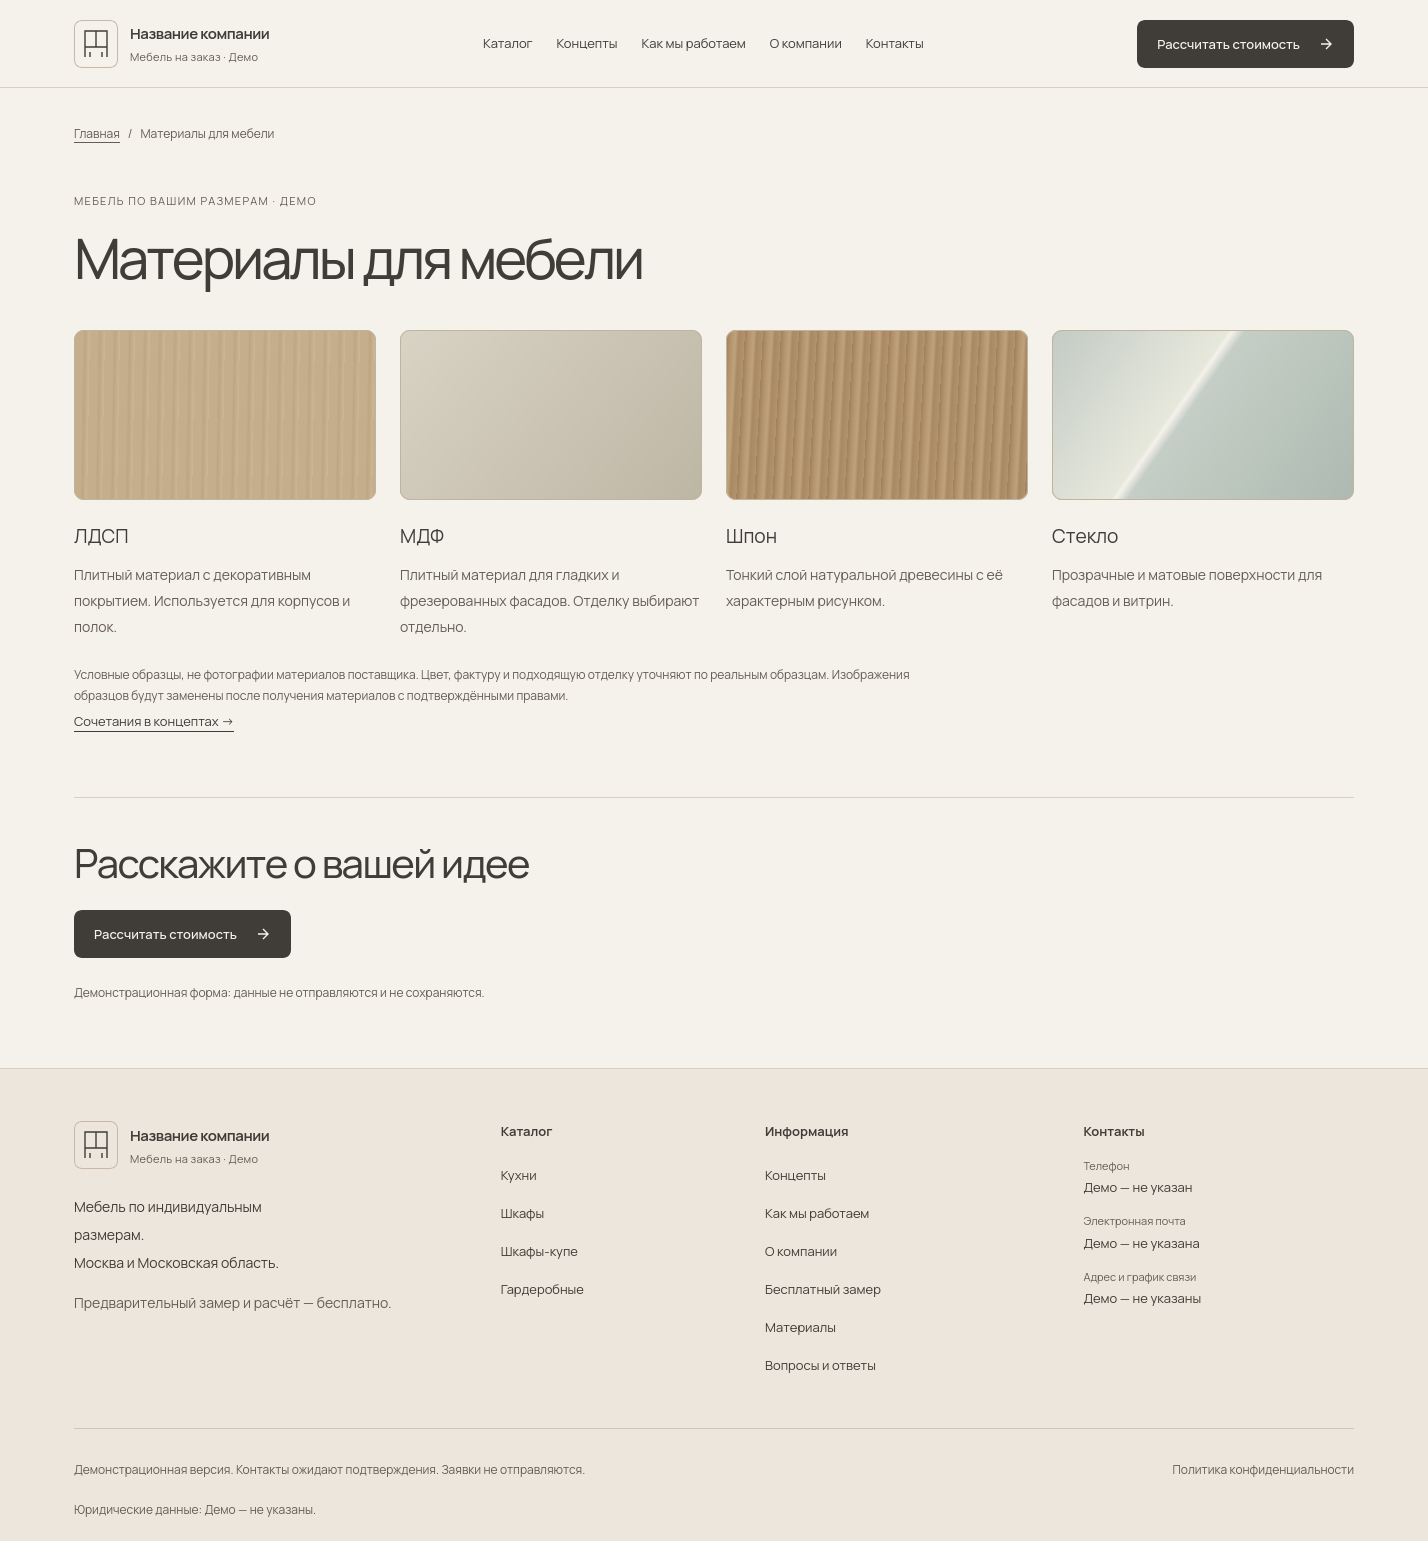 Название компании
Мебель на заказ · Демо
Каталог
Концепты
Как мы работаем
О компании
Контакты
Рассчитать стоимость →
Главная / Материалы для мебели
МЕБЕЛЬ ПО ВАШИМ РАЗМЕРАМ · ДЕМО
Материалы для мебели
ЛДСП
Плитный материал с декоративным
покрытием. Используется для корпусов и
полок.
МДФ
Плитный материал для гладких и
фрезерованных фасадов. Отделку выбирают
отдельно.
Шпон
Тонкий слой натуральной древесины с её
характерным рисунком.
Стекло
Прозрачные и матовые поверхности для
фасадов и витрин.
Условные образцы, не фотографии материалов поставщика. Цвет, фактуру и подходящую отделку уточняют по реальным образцам. Изображения
образцов будут заменены после получения материалов с подтверждёнными правами.
Сочетания в концептах →
Расскажите о вашей идее
Рассчитать стоимость →
Демонстрационная форма: данные не отправляются и не сохраняются.
Название компании
Мебель на заказ · Демо
Мебель по индивидуальным
размерам.
Москва и Московская область.
Предварительный замер и расчёт — бесплатно.
Каталог
Кухни
Шкафы
Шкафы-купе
Гардеробные
Информация
Концепты
Как мы работаем
О компании
Бесплатный замер
Материалы
Вопросы и ответы
Контакты
Телефон
Демо — не указан
Электронная почта
Демо — не указана
Адрес и график связи
Демо — не указаны
Демонстрационная версия. Контакты ожидают подтверждения. Заявки не отправляются.
Политика конфиденциальности
Юридические данные: Демо — не указаны.